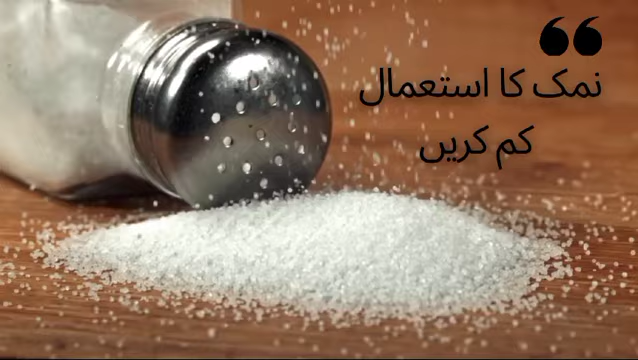 ❝
نمک کا استعمال
کم کریں